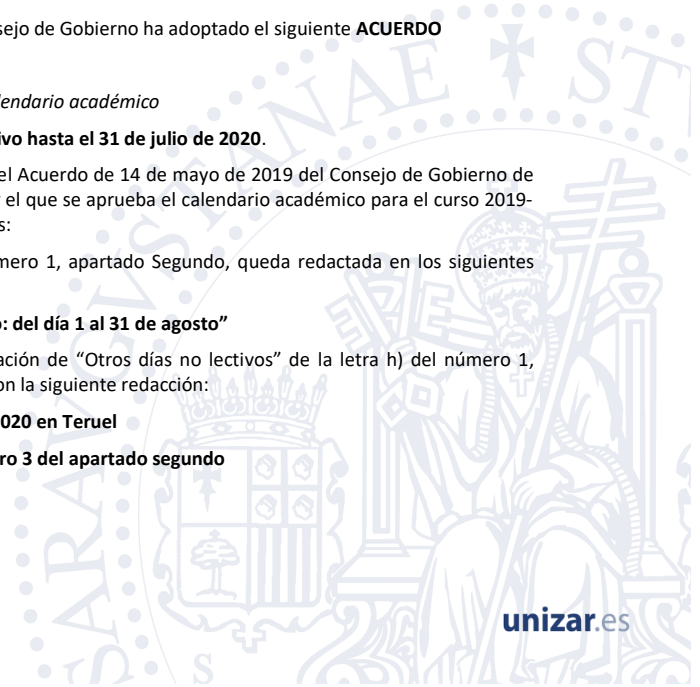 sejo de Gobierno ha adoptado el siguiente ACUERDO
lendario académico
ivo hasta el 31 de julio de 2020.
el Acuerdo de 14 de mayo de 2019 del Consejo de Gobierno de
el que se aprueba el calendario académico para el curso 2019-
s:
mero 1, apartado Segundo, queda redactada en los siguientes
: del día 1 al 31 de agosto”
ación de “Otros días no lectivos” de la letra h) del número 1,
on la siguiente redacción:
020 en Teruel
ro 3 del apartado segundo
unizar.es
S